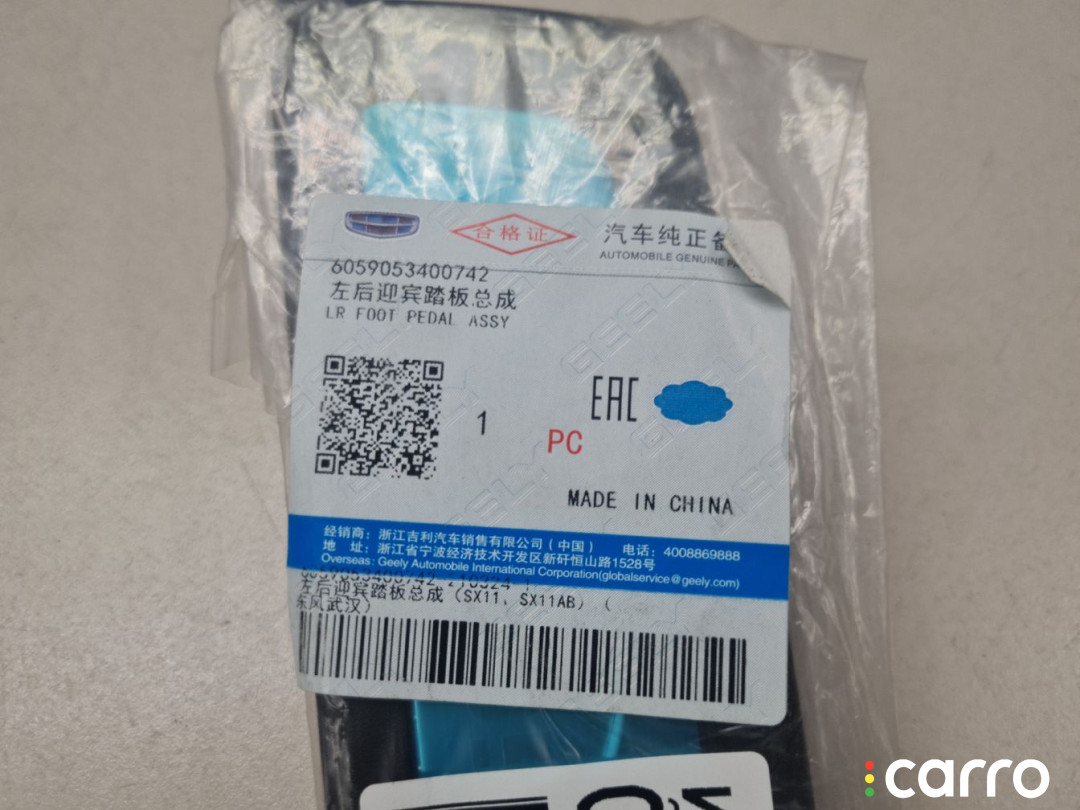 合格证
汽车纯正备
AUTOMOBILE GENUINE
6059053400742
左后迎宾踏板总成
LR FOOT PEDAL ASSY
1
PC
EAC
MADE IN CHINA
经销商：浙江吉利汽车销售有限公司（中国） 电话：4008869888
地 址：浙江省宁波经济技术开发区新矸恒山路1528号
Overseas: Geely Automobile International Corporation(globalservice@geely.com)
6059053400742 210324
左后迎宾踏板总成（SX11、SX11AB）（
东风武汉）
carro